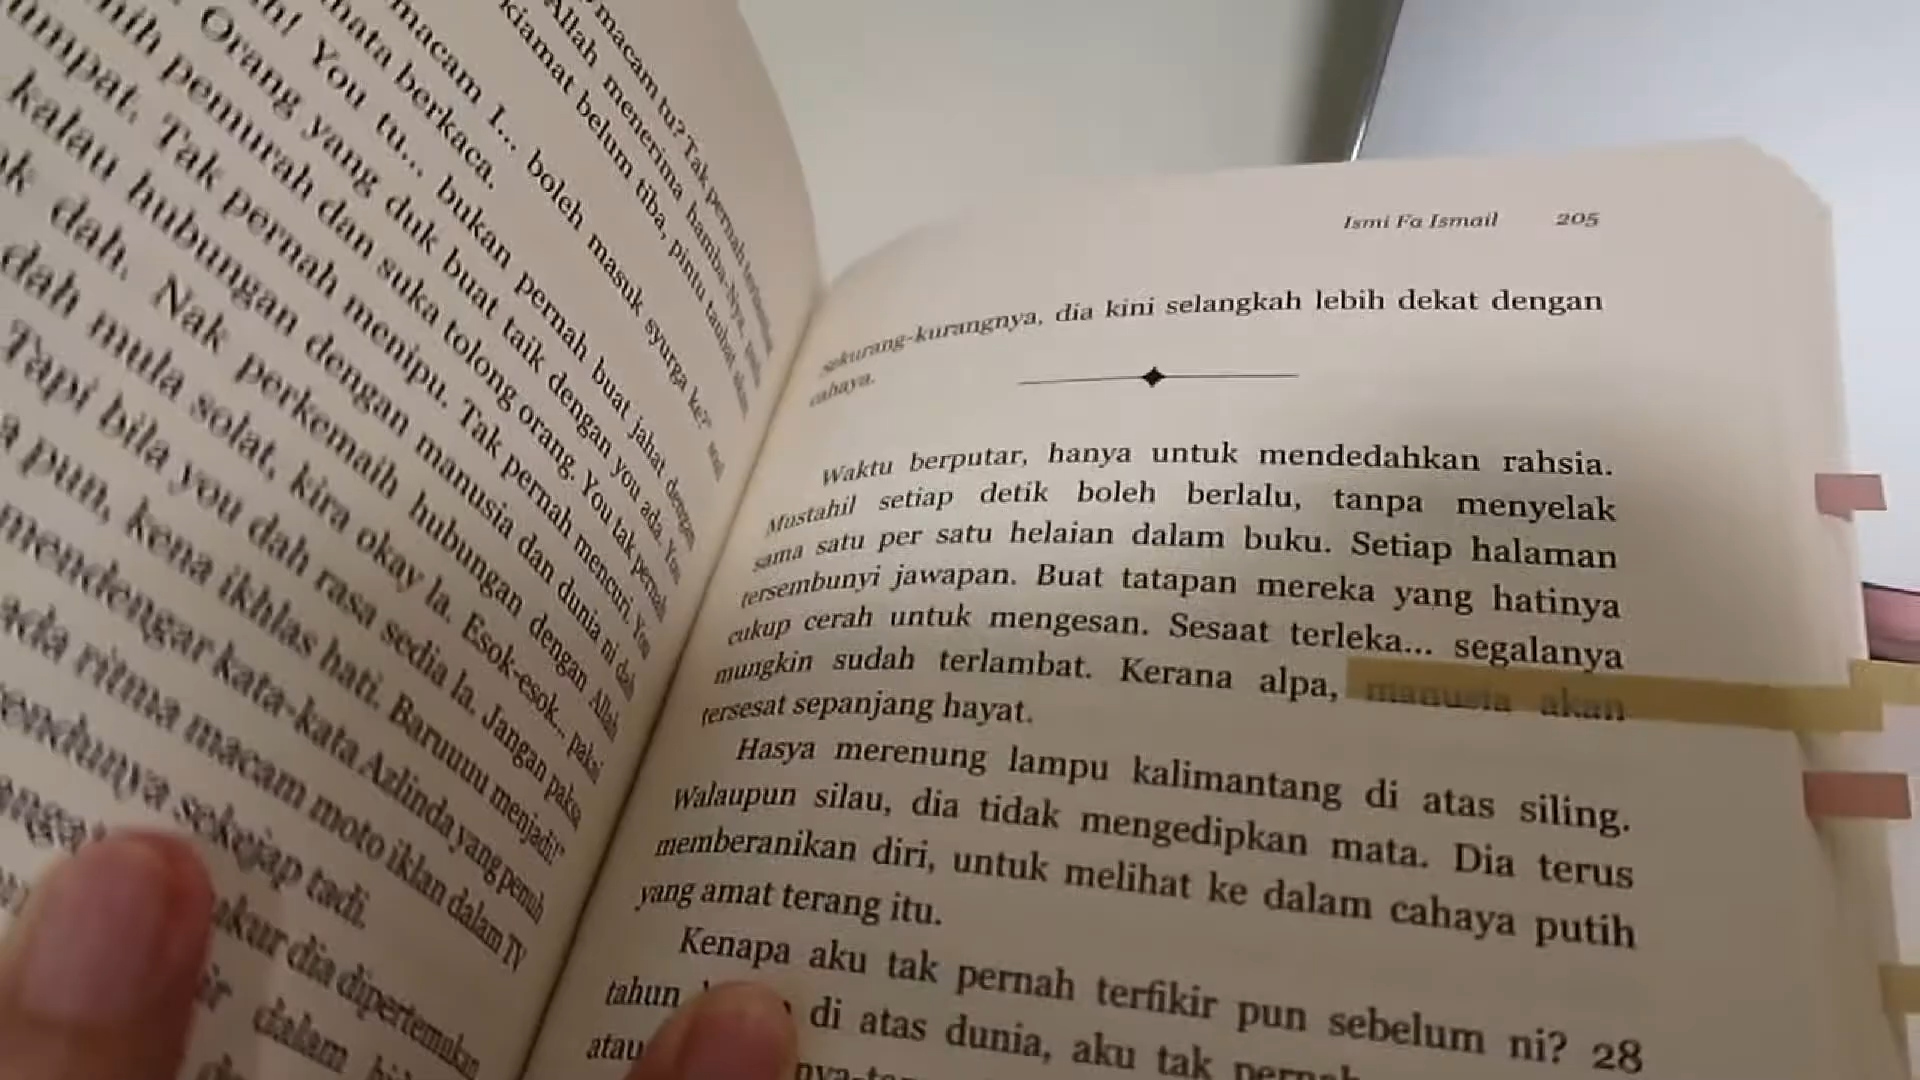 macam tu? Tak pernah
Allah menerima hamba-Nya,
kiamat belum tiba, pintu taubat
macam I... boleh masuk syurga ke?"
mata berkaca.
You tu... bukan pernah buat jahat dengan
Orang yang duk buat taik dengan you ada. You
pemurah dan suka tolong orang. You tak pernah
Tak pernah menipu. Tak pernah mencuri. You
kalau hubungan dengan manusia dan dunia ni dah
dah. Nak perkemaih hubungan dengan Allah
dah mula solat, kira okay la. Esok-esok... pakai
Tapi bila you dah rasa sedia la. Jangan paksa
pun, kena ikhlas hati. Baruuuu menjadi!"
mendengar kata-kata Azlinda yang penuh
ada ritma macam moto iklan dalam TV
sekejap tadi.
dia dipertemukan
dalam
Ismi Fa Ismail 205
sekurang-kurangnya, dia kini selangkah lebih dekat dengan
cahaya.
Waktu berputar, hanya untuk mendedahkan rahsia.
Mustahil setiap detik boleh berlalu, tanpa menyelak
sama satu per satu helaian dalam buku. Setiap halaman
tersembunyi jawapan. Buat tatapan mereka yang hatinya
cukup cerah untuk mengesan. Sesaat terleka... segalanya
mungkin sudah terlambat. Kerana alpa, manusia akan
tersesat sepanjang hayat.
Hasya merenung lampu kalimantang di atas siling.
Walaupun silau, dia tidak mengedipkan mata. Dia terus
memberanikan diri, untuk melihat ke dalam cahaya putih
yang amat terang itu.
Kenapa aku tak pernah terfikir pun sebelum ni? 28
tahun di atas dunia, aku tak pernah
atau